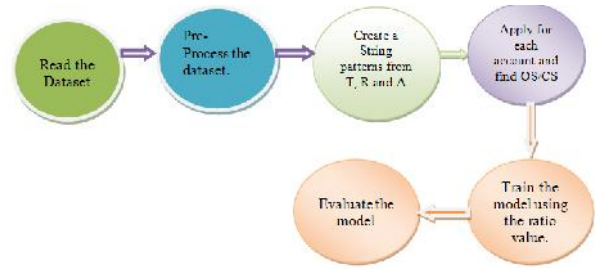 Read the
Dataset
Pre-
Process the
dataset.
Create a
String
patterns from
T, R and A
Apply for
each
account and
find OS/CS
Train the
model using
the ratio
value.
Evaluate the
model